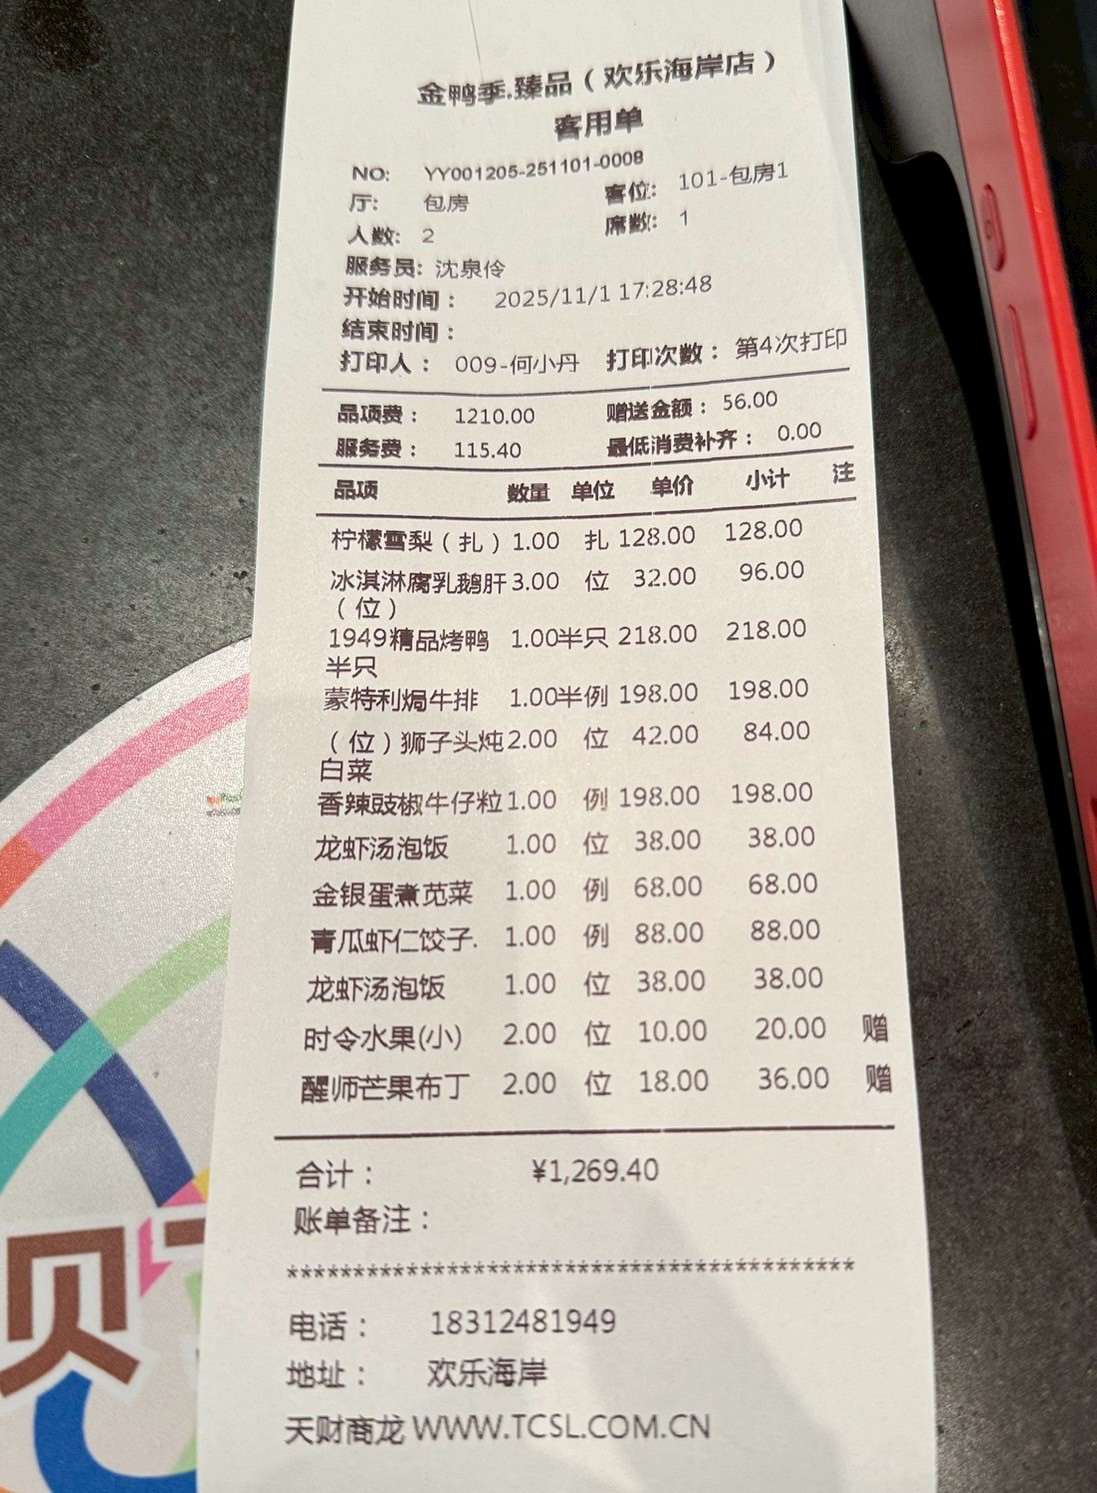 金鸭季.臻品（欢乐海岸店）
客用单
NO: YY001205-251101-0008
厅: 包房 客位: 101-包房1
人数: 2 席数: 1
服务员: 沈泉伶
开始时间： 2025/11/1 17:28:48
结束时间：
打印人： 009-何小丹 打印次数： 第4次打印
品项费： 1210.00 赠送金额： 56.00
服务费： 115.40 最低消费补齐： 0.00
品项 数量 单位 单价 小计 注
柠檬雪梨（扎） 1.00 扎 128.00 128.00
冰淇淋腐乳鹅肝 3.00 位 32.00 96.00
（位）
1949精品烤鸭 1.00 半只 218.00 218.00
半只
蒙特利焗牛排 1.00 半例 198.00 198.00
（位）狮子头炖 2.00 位 42.00 84.00
白菜
香辣豉椒牛仔粒 1.00 例 198.00 198.00
龙虾汤泡饭 1.00 位 38.00 38.00
金银蛋煮苋菜 1.00 例 68.00 68.00
青瓜虾仁饺子. 1.00 例 88.00 88.00
龙虾汤泡饭 1.00 位 38.00 38.00
时令水果(小) 2.00 位 10.00 20.00 赠
醒师芒果布丁 2.00 位 18.00 36.00 赠
合计： ¥1,269.40
账单备注：
*******************************************
电话： 18312481949
地址： 欢乐海岸
天财商龙 WWW.TCSL.COM.CN
贝